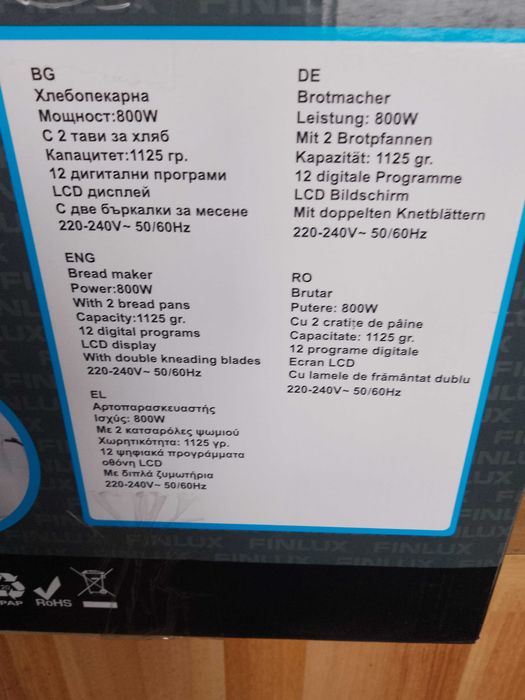 FINLUX
BG
Хлебопекарна
Мощност:800W
С 2 тави за хляб
Капацитет:1125 гр.
12 дигитални програми
LCD дисплей
С две бъркалки за месене
220-240V~ 50/60Hz
DE
Brotmacher
Leistung: 800W
Mit 2 Brotpfannen
Kapazität: 1125 gr.
12 digitale Programme
LCD Bildschirm
Mit doppelten Knetblättern
220-240V~ 50/60Hz
ENG
Bread maker
Power:800W
With 2 bread pans
Capacity:1125 gr.
12 digital programs
LCD display
With double kneading blades
220-240V~ 50/60Hz
RO
Brutar
Putere: 800W
Cu 2 cratițe de pâine
Capacitate: 1125 gr.
12 programe digitale
Ecran LCD
Cu lamele de frământat dublu
220-240V~ 50/60Hz
EL
Αρτοπαρασκευαστής
Ισχύς: 800W
Με 2 κατσαρόλες ψωμιού
Χωρητικότητα: 1125 γρ.
12 ψηφιακά προγράμματα
οθόνη LCD
Με διπλά ζυμωτήρια
220-240V~ 50/60Hz
FINLUX FINLUX
PAP RoHS